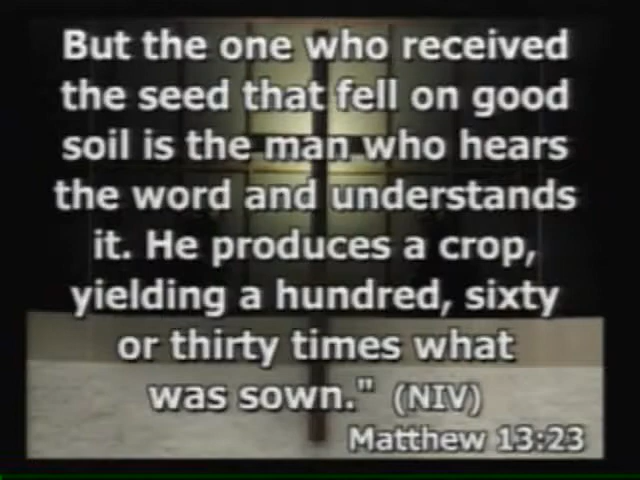 But the one who received
the seed that fell on good
soil is the man who hears
the word and understands
it. He produces a crop,
yielding a hundred, sixty
or thirty times what
was sown." (NIV)
Matthew 13:23